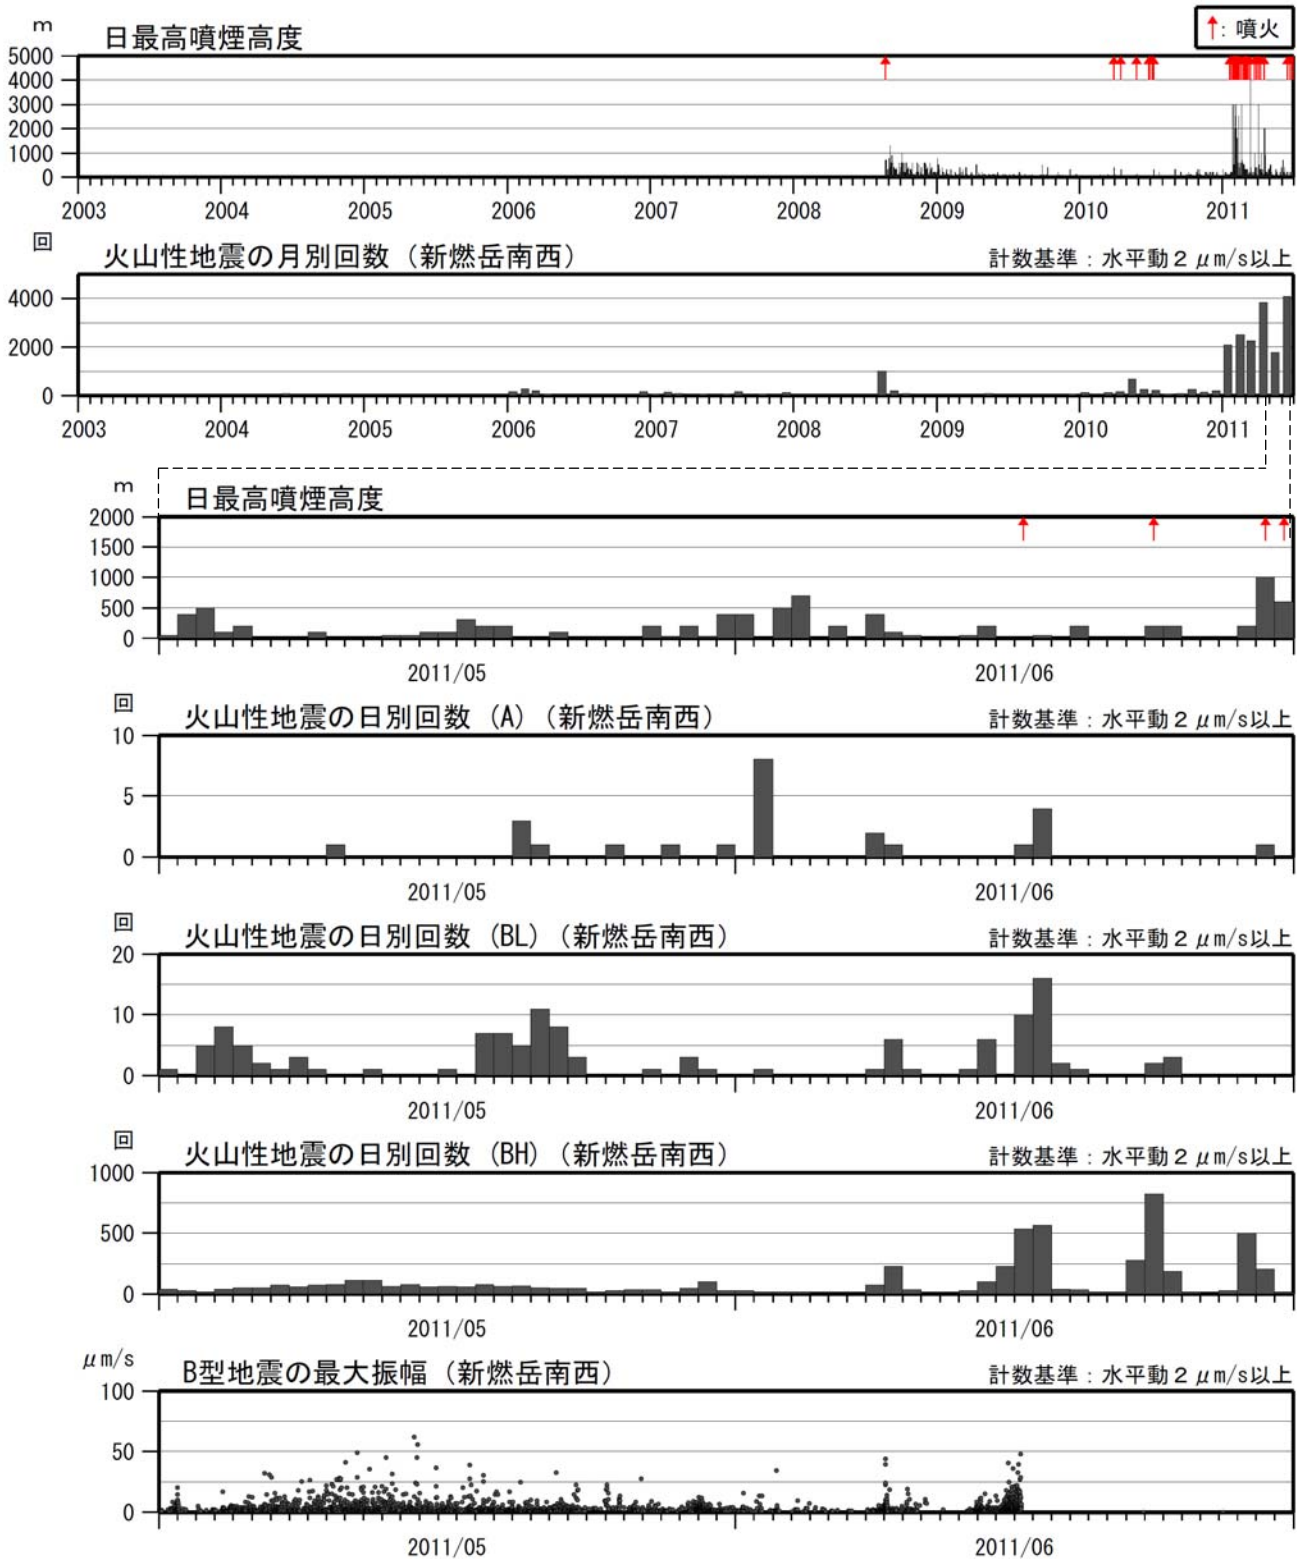 m
日最高噴煙高度
↑: 噴火
5000
4000
3000
2000
1000
0
2003 2004 2005 2006 2007 2008 2009 2010 2011
回
火山性地震の月別回数（新燃岳南西）
計数基準：水平動２μm/s以上
4000
2000
0
2003 2004 2005 2006 2007 2008 2009 2010 2011
m
日最高噴煙高度
2000
1500
1000
500
0
2011/05 2011/06
回
火山性地震の日別回数（A）（新燃岳南西）
計数基準：水平動２μm/s以上
10
5
0
2011/05 2011/06
回
火山性地震の日別回数（BL）（新燃岳南西）
計数基準：水平動２μm/s以上
20
10
0
2011/05 2011/06
回
火山性地震の日別回数（BH）（新燃岳南西）
計数基準：水平動２μm/s以上
1000
500
0
2011/05 2011/06
μm/s
B型地震の最大振幅（新燃岳南西）
計数基準：水平動２μm/s以上
100
50
0
2011/05 2011/06